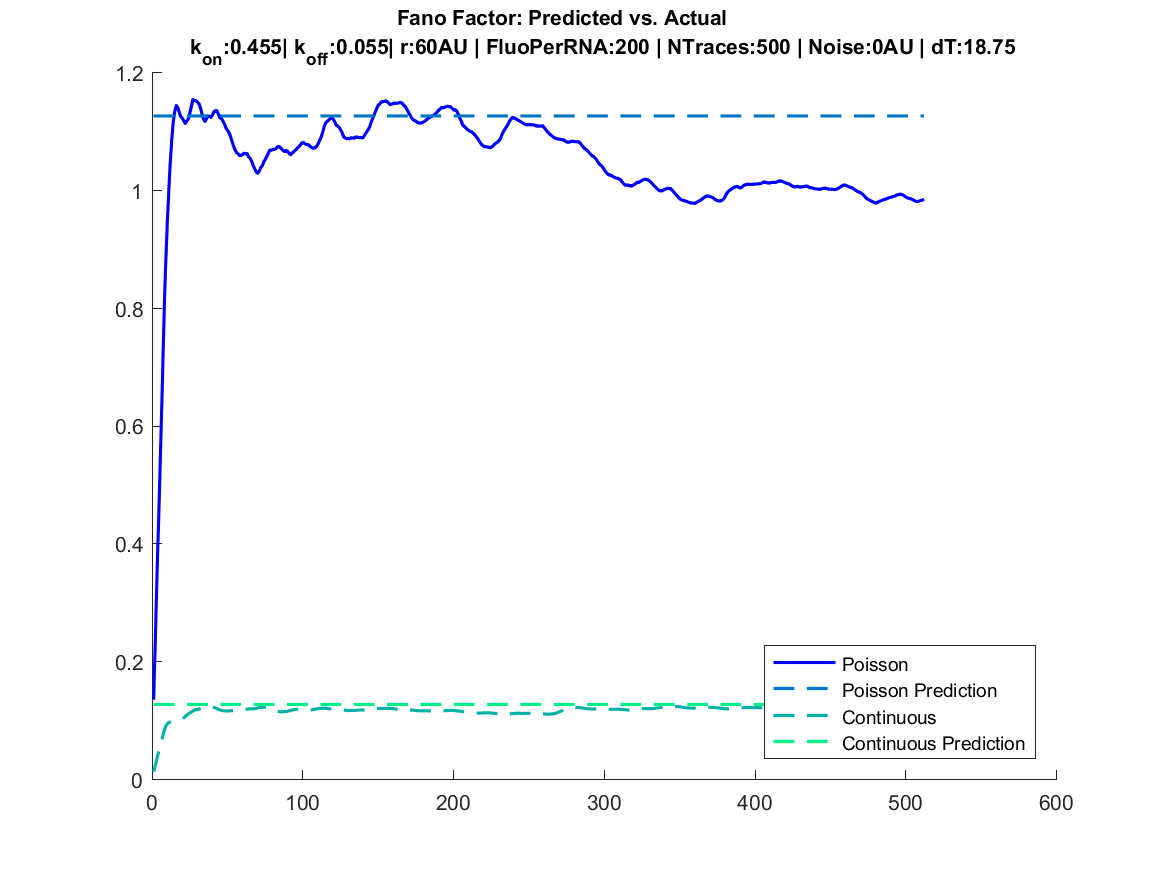 Fano Factor: Predicted vs. Actual
kon:0.455| koff:0.055| r:60AU | FluoPerRNA:200 | NTraces:500 | Noise:0AU | dT:18.75
1.2
1
0.8
0.6
0.4
0.2
0
0 100 200 300 400 500 600
Poisson
Poisson Prediction
Continuous
Continuous Prediction